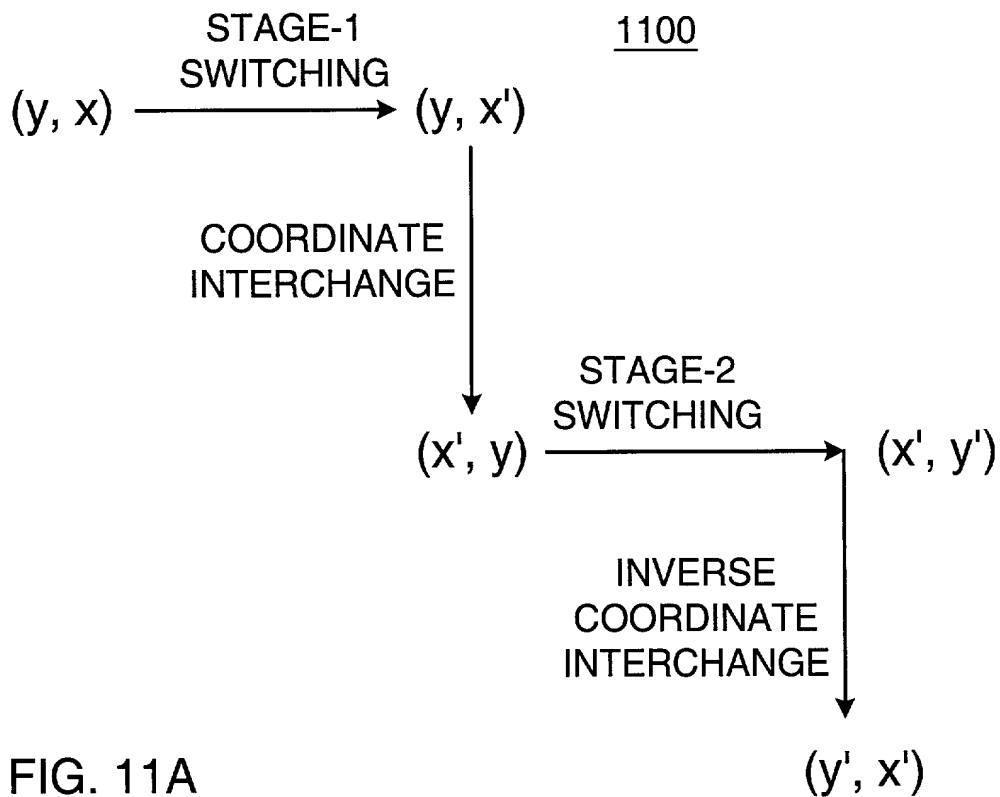 STAGE-1
SWITCHING
1100
(y, x)
(y, x')
COORDINATE
INTERCHANGE
STAGE-2
SWITCHING
(x', y)
(x', y')
INVERSE
COORDINATE
INTERCHANGE
FIG. 11A
(y', x')